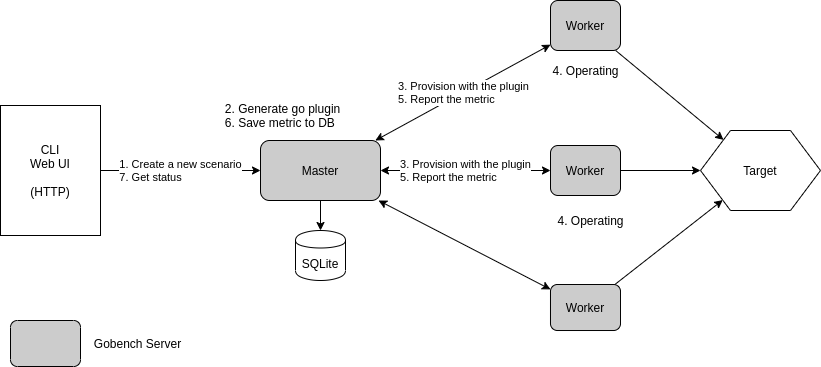 Worker
4. Operating
3. Provision with the plugin
5. Report the metric
2. Generate go plugin
6. Save metric to DB
CLI
Web UI
(HTTP)
1. Create a new scenario
7. Get status
Master
3. Provision with the plugin
5. Report the metric
Worker
Target
4. Operating
SQLite
Worker
Gobench Server